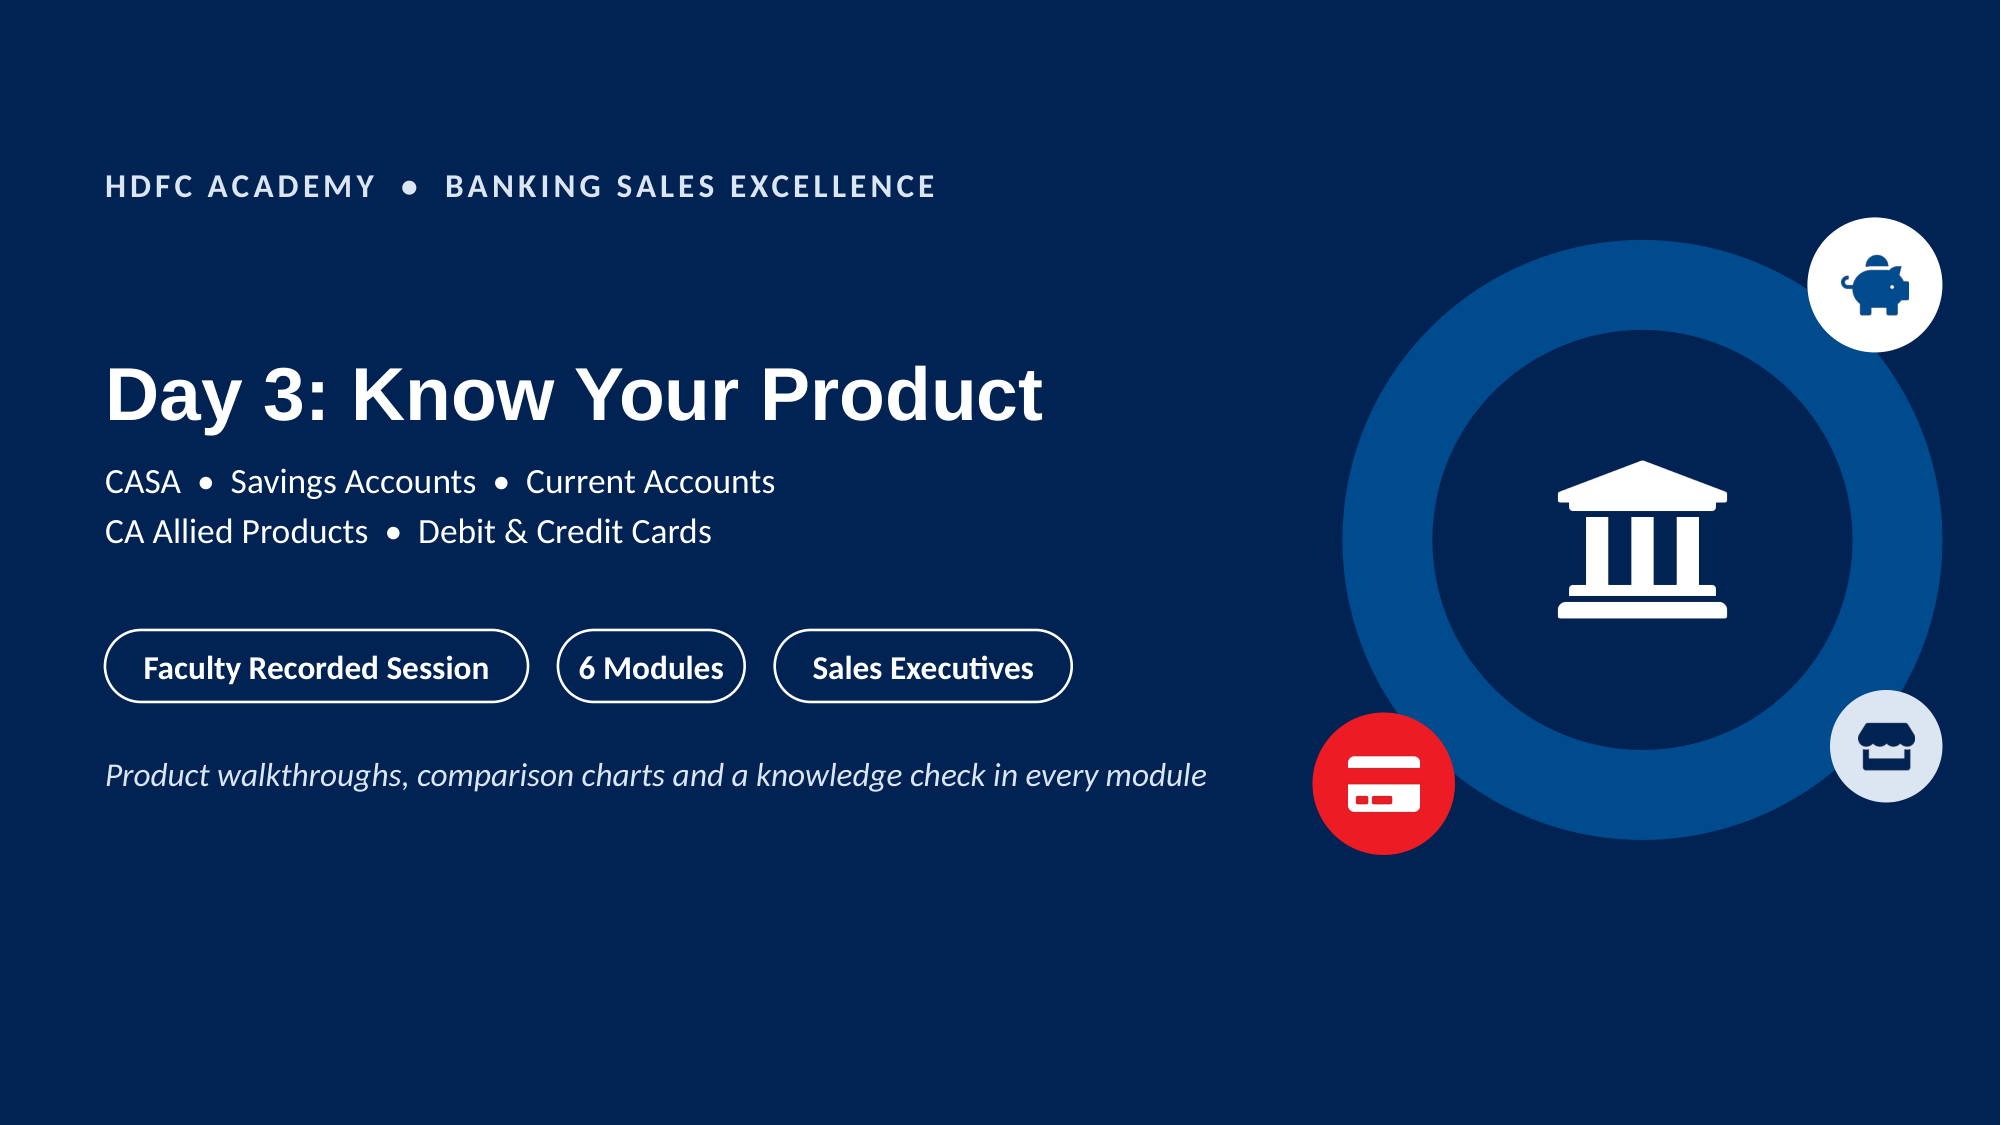 HDFC ACADEMY • BANKING SALES EXCELLENCE
Day 3: Know Your Product
CASA • Savings Accounts • Current Accounts
CA Allied Products • Debit & Credit Cards
Faculty Recorded Session
6 Modules
Sales Executives
Product walkthroughs, comparison charts and a knowledge check in every module